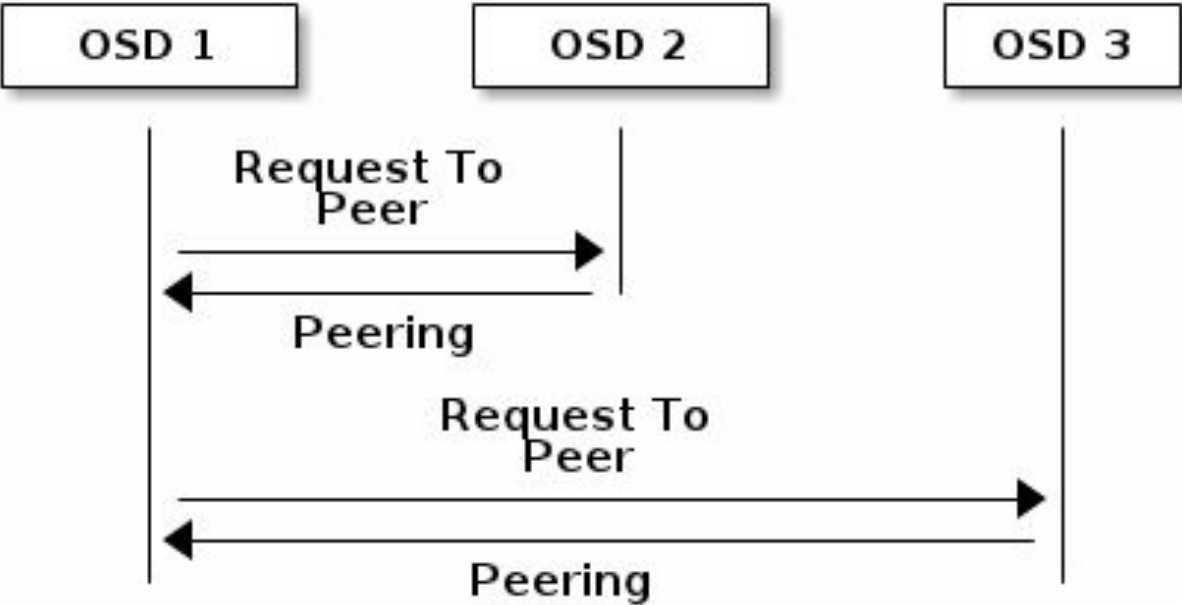 OSD 1
OSD 2
OSD 3
Request To
Peer
Peering
Request To
Peer
Peering